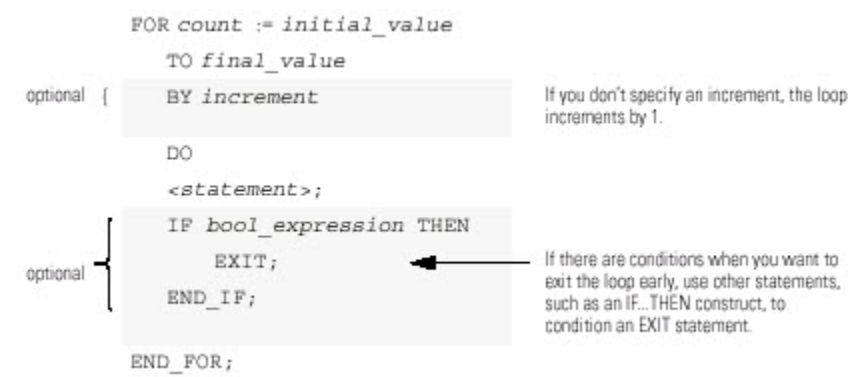 FOR count := initial_value
TO final_value
optional {
BY increment
If you don't specify an increment, the loop
increments by 1.
DO
<statement>;
IF bool_expression THEN
optional {
EXIT;
END_IF;
If there are conditions when you want to
exit the loop early, use other statements,
such as an IF...THEN construct, to
condition an EXIT statement.
END_FOR;